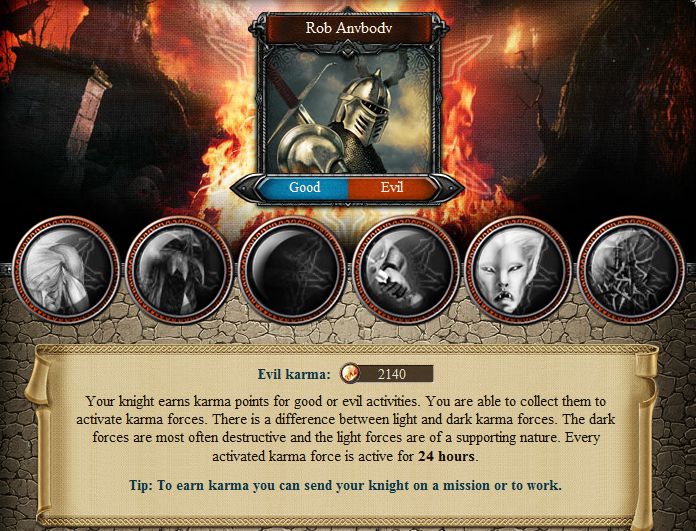 Rob Anybody
Good Evil
Evil karma: 2140
Your knight earns karma points for good or evil activities. You are able to collect them to
activate karma forces. There is a difference between light and dark karma forces. The dark
forces are most often destructive and the light forces are of a supporting nature. Every
activated karma force is active for 24 hours.
Tip: To earn karma you can send your knight on a mission or to work.